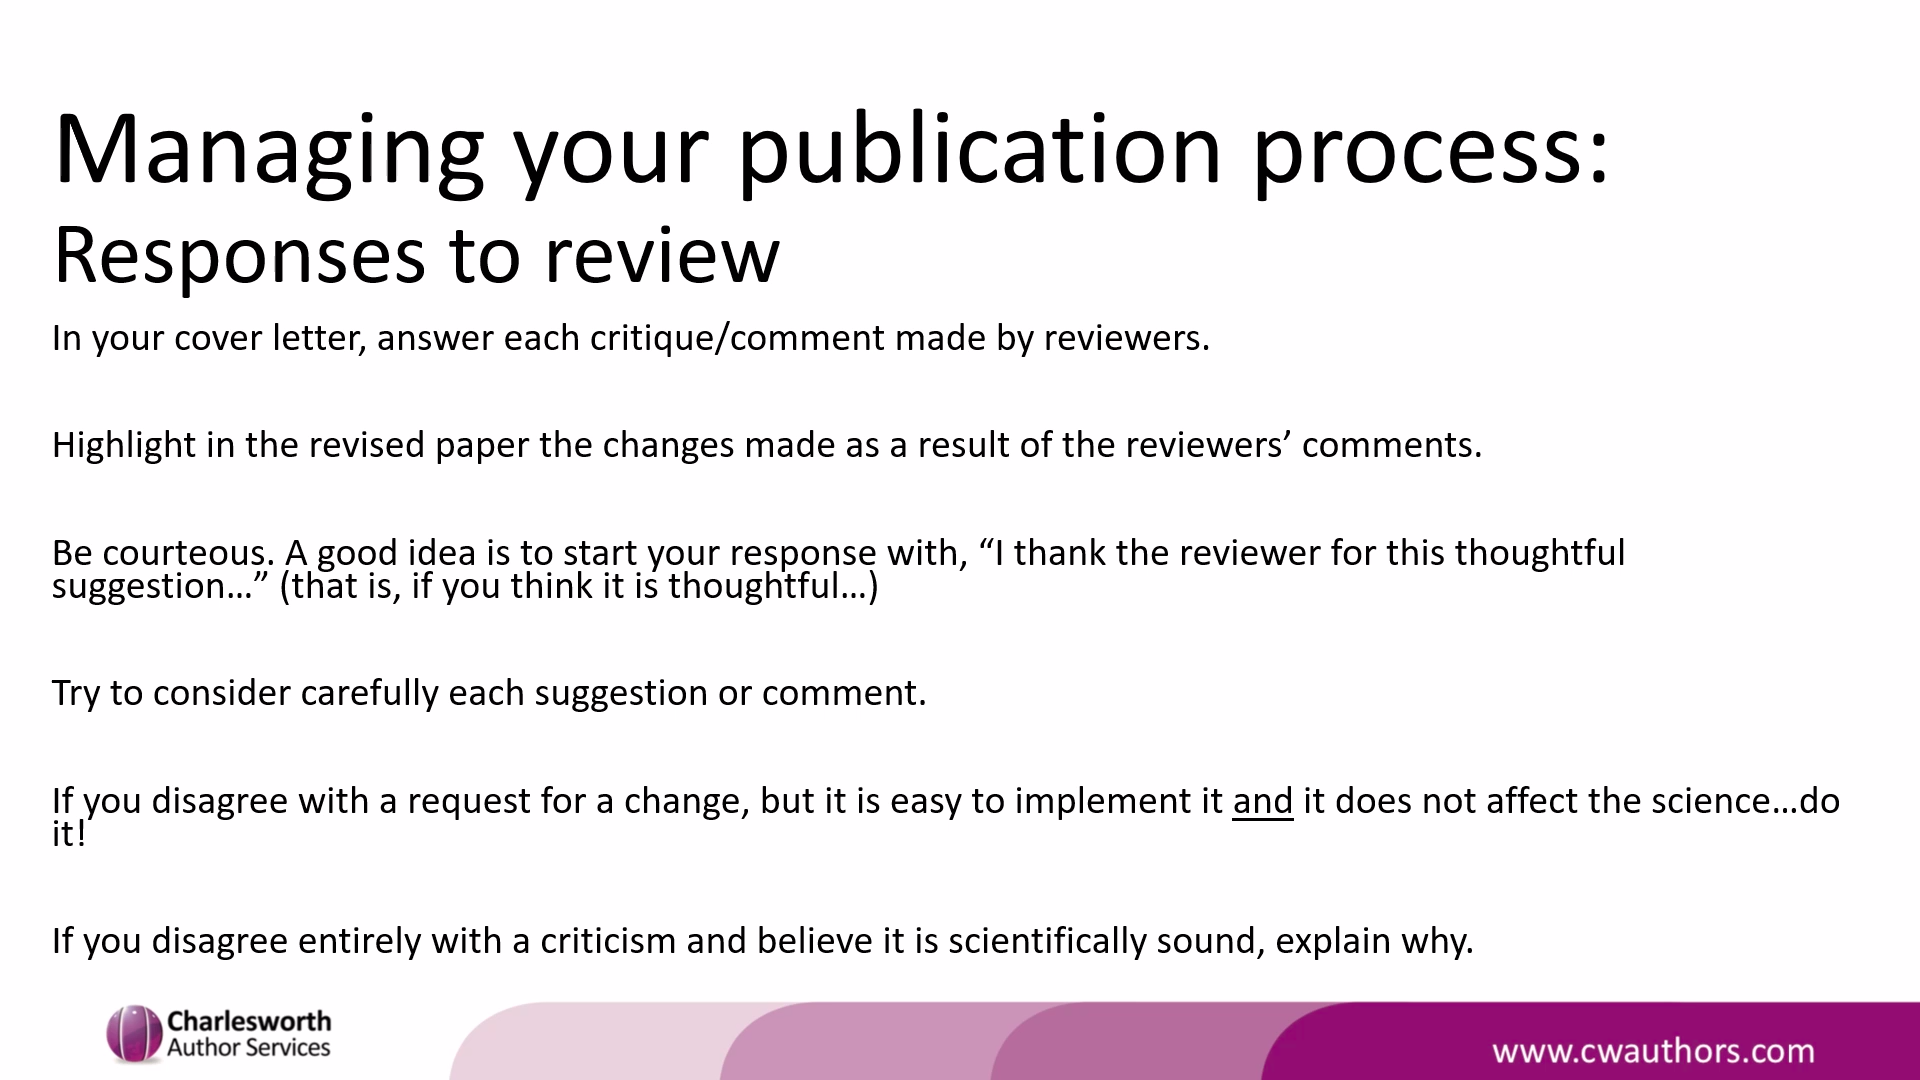 Managing your publication process:
Responses to review
In your cover letter, answer each critique/comment made by reviewers.
Highlight in the revised paper the changes made as a result of the reviewers’ comments.
Be courteous. A good idea is to start your response with, “I thank the reviewer for this thoughtful
suggestion…” (that is, if you think it is thoughtful…)
Try to consider carefully each suggestion or comment.
If you disagree with a request for a change, but it is easy to implement it and it does not affect the science…do
it!
If you disagree entirely with a criticism and believe it is scientifically sound, explain why.
Charlesworth
Author Services
www.cwauthors.com